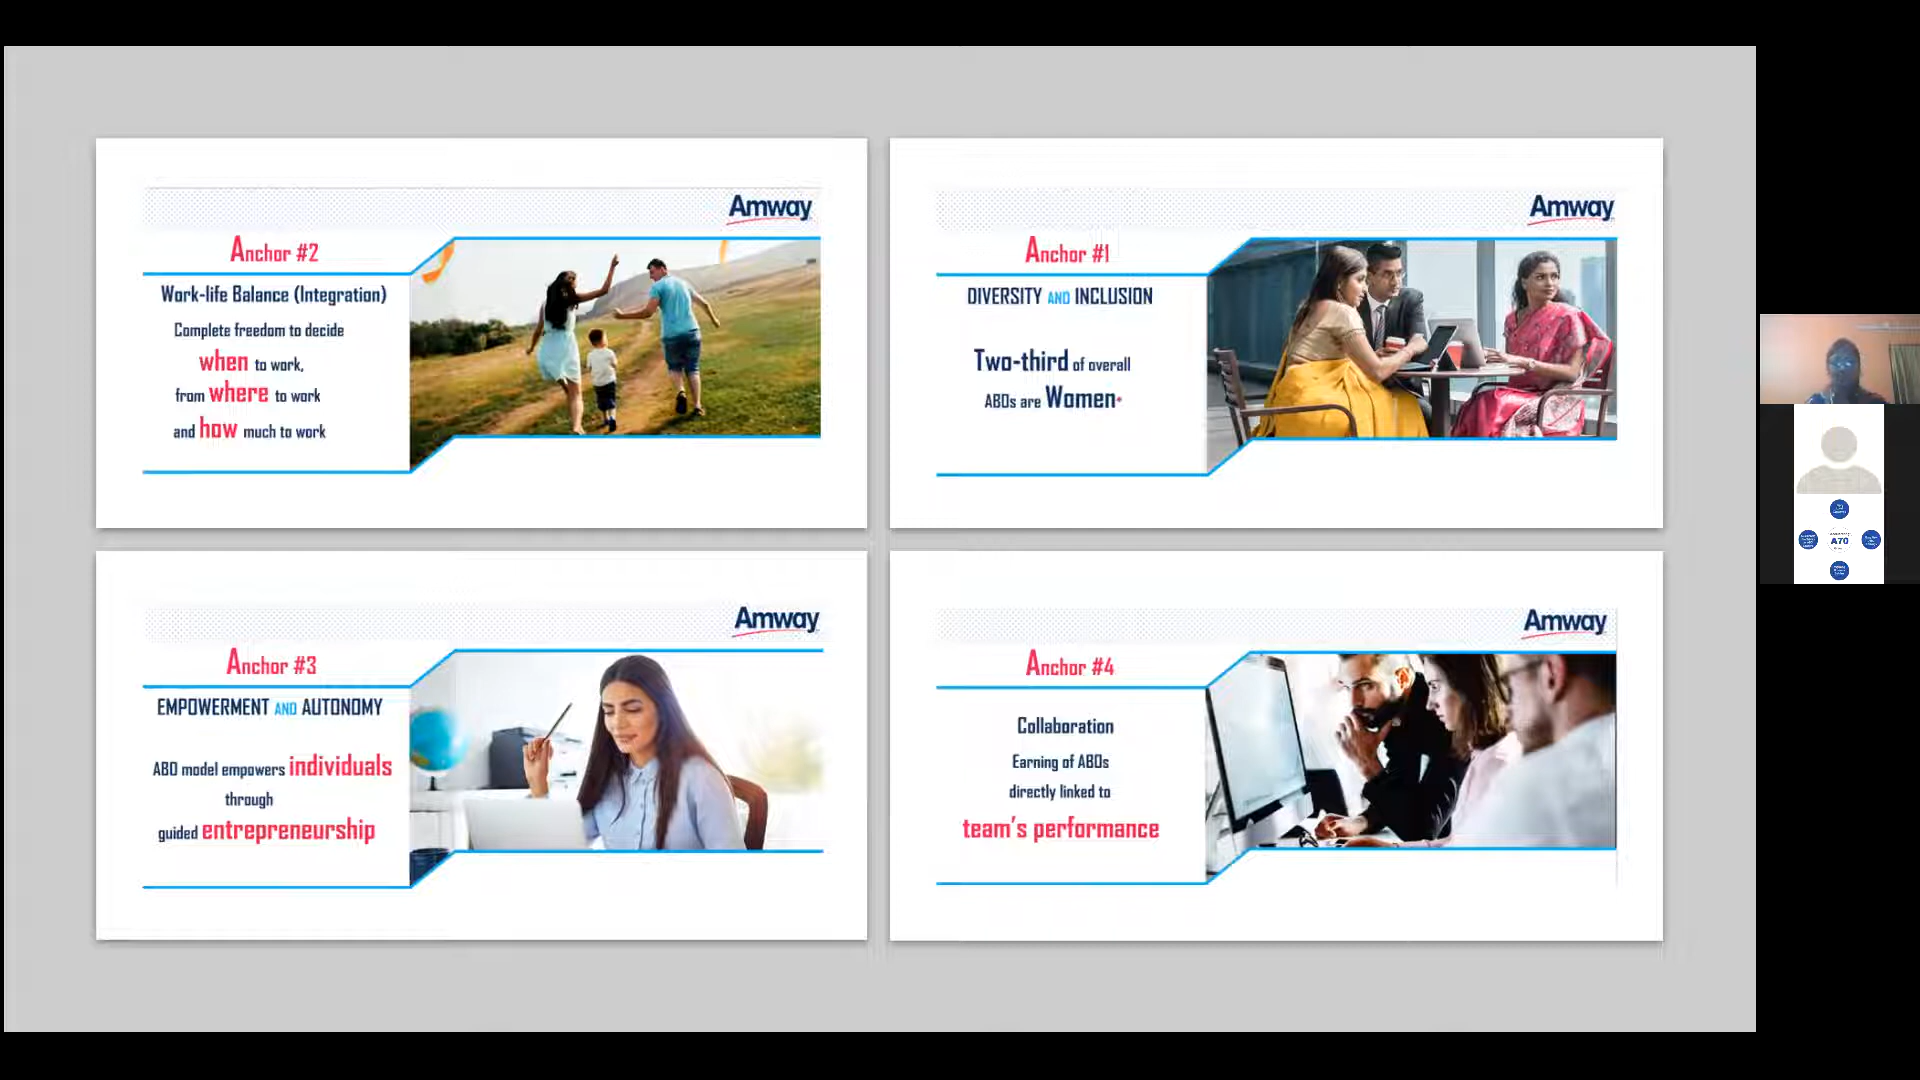 Amway
Anchor #2
Work-life Balance (Integration)
Complete freedom to decide
when to work,
from where to work
and how much to work
Amway
Anchor #1
DIVERSITY AND INCLUSION
Two-third of overall
ABOs are Women*
Amway
Anchor #3
EMPOWERMENT AND AUTONOMY
ABO model empowers individuals
through
guided entrepreneurship
Amway
Anchor #4
Collaboration
Earning of ABOs
directly linked to
team's performance
A70